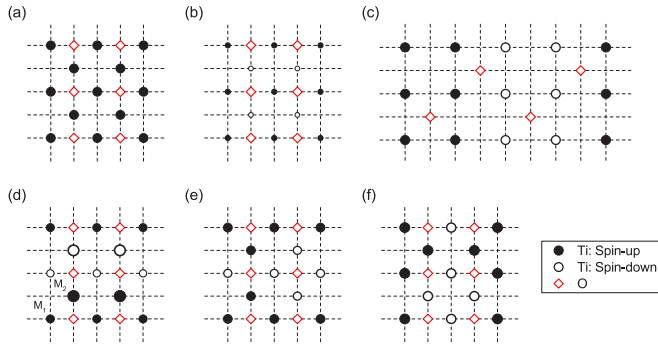 (a)
(b)
(c)
(d)
M1
M2
(e)
(f)
Ti: Spin-up
Ti: Spin-down
O